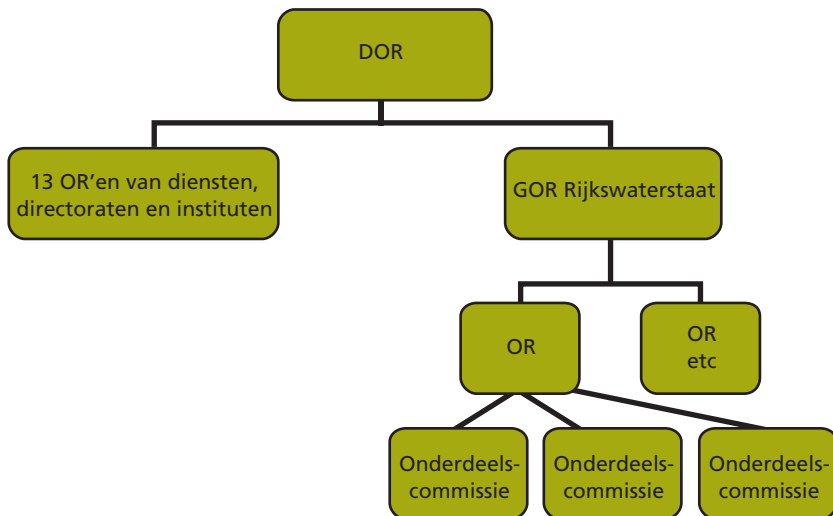 DOR
13 OR’en van diensten,
directoraten en instituten
GOR Rijkswaterstaat
OR
OR
etc
Onderdeels-
commissie
Onderdeels-
commissie
Onderdeels-
commissie